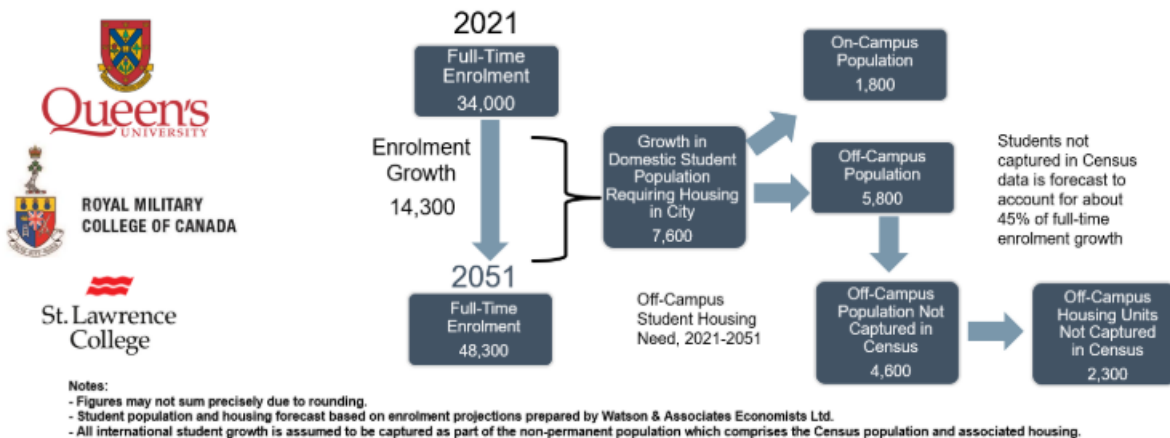 Queen's
UNIVERSITY
ROYAL MILITARY
COLLEGE OF CANADA
St. Lawrence
College
2021
Full-Time
Enrolment
34,000
Enrolment
Growth
14,300
2051
Full-Time
Enrolment
48,300
Growth in
Domestic Student
Population
Requiring Housing
in City
7,600
On-Campus
Population
1,800
Off-Campus
Population
5,800
Students not
captured in Census
data is forecast to
account for about
45% of full-time
enrolment growth
Off-Campus
Student Housing
Need, 2021-2051
Off-Campus
Population Not
Captured in
Census
4,600
Off-Campus
Housing Units
Not Captured
in Census
2,300
Notes:
- Figures may not sum precisely due to rounding.
- Student population and housing forecast based on enrolment projections prepared by Watson & Associates Economists Ltd.
- All international student growth is assumed to be captured as part of the non-permanent population which comprises the Census population and associated housing.